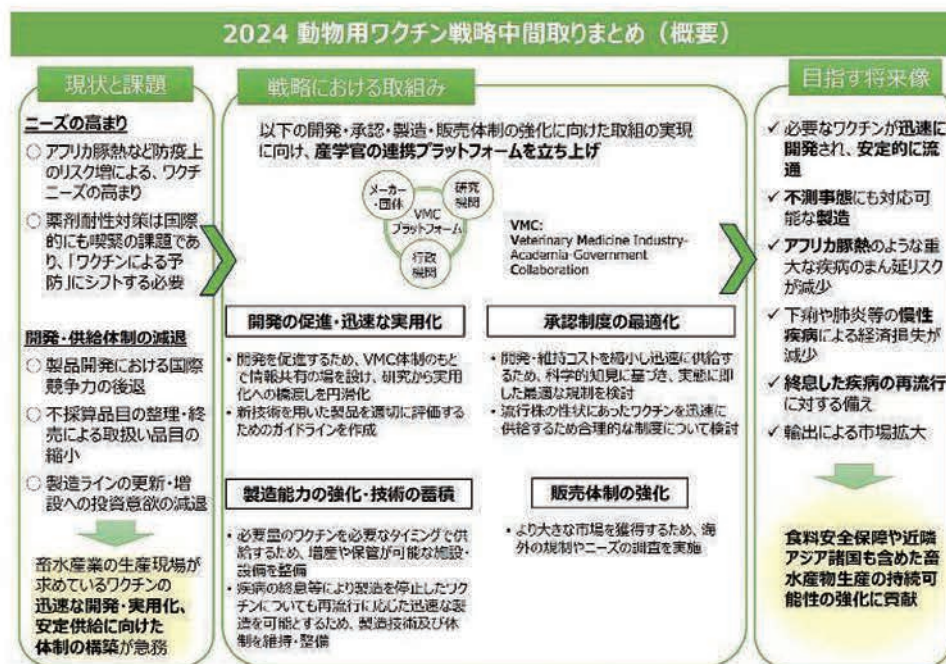 2024 動物用ワクチン戦略中間取りまとめ（概要）
現状と課題
ニーズの高まり
○ アフリカ豚熱など防疫上
のリスク増による、ワクチ
ニーズの高まり
○ 薬剤耐性対策は国際
的にも喫緊の課題であ
り、「ワクチンによる予
防」にシフトする必要
開発・供給体制の減退
○ 製品開発における国際
競争力の後退
○ 不採算品目の整理・終
売による取扱い品目の
縮小
○ 製造ラインの更新・増
設への投資意欲の減退
畜水産業の生産現場が
求めているワクチンの
迅速な開発・実用化、
安定供給に向けた
体制の構築が急務
戦略における取組み
以下の開発・承認・製造・販売体制の強化に向けた取組の実現
に向け、産学官の連携プラットフォームを立ち上げ
メーカー
・団体
研究
機関
VMC
プラットフォーム
行政
機関
VMC:
Veterinary Medicine Industry-
Academia-Government
Collaboration
開発の促進・迅速な実用化
・開発を促進するため、VMC体制のもと
で情報共有の場を設け、研究から実用
化への橋渡しを円滑化
・新技術を用いた製品を適切に評価する
ためのガイドラインを作成
承認制度の最適化
・開発・維持コストを縮小し迅速に供給す
るため、科学的知見に基づき、実態に即
した最適な規制を検討
・流行株の性状にあったワクチンを迅速に
供給するため合理的な制度について検討
製造能力の強化・技術の蓄積
・必要量のワクチンを必要なタイミングで供
給するため、増産や保管が可能な施設・
設備を整備
・疾病の終息等により製造を停止したワク
チンについても再流行に応じた迅速な製
造を可能とするため、製造技術及び体
制を維持・整備
販売体制の強化
・より大きな市場を獲得するため、海
外の規制やニーズの調査を実施
目指す将来像
✓ 必要なワクチンが迅速に
開発され、安定的に流
通
✓ 不測事態にも対応可
能な製造
✓ アフリカ豚熱のような重
大な疾病のまん延リスク
が減少
✓ 下痢や肺炎等の慢性
疾病による経済損失が
減少
✓ 終息した疾病の再流行
に対する備え
✓ 輸出による市場拡大
食料安全保障や近隣
アジア諸国も含めた畜
水産物生産の持続可
能性の強化に貢献